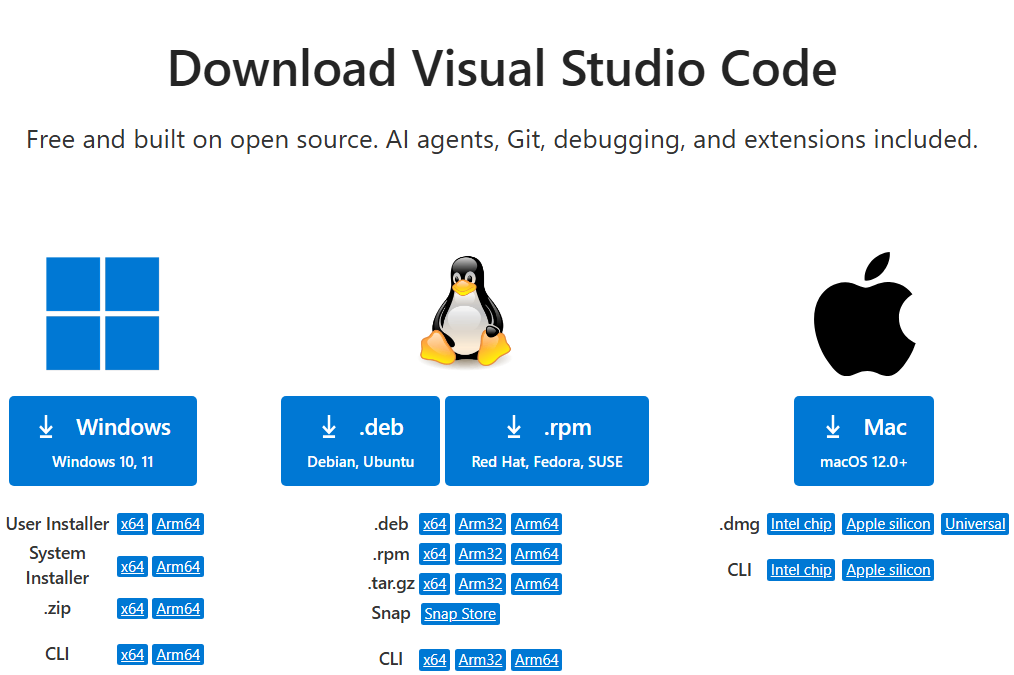 Download Visual Studio Code
Free and built on open source. AI agents, Git, debugging, and extensions included.
Windows
Windows 10, 11
User Installer x64 Arm64
System
Installer x64 Arm64
.zip x64 Arm64
CLI x64 Arm64
.deb
Debian, Ubuntu
.rpm
Red Hat, Fedora, SUSE
.deb x64 Arm32 Arm64
.rpm x64 Arm32 Arm64
.tar.gz x64 Arm32 Arm64
Snap Snap Store
CLI x64 Arm32 Arm64
Mac
macOS 12.0+
.dmg Intel chip Apple silicon Universal
CLI Intel chip Apple silicon